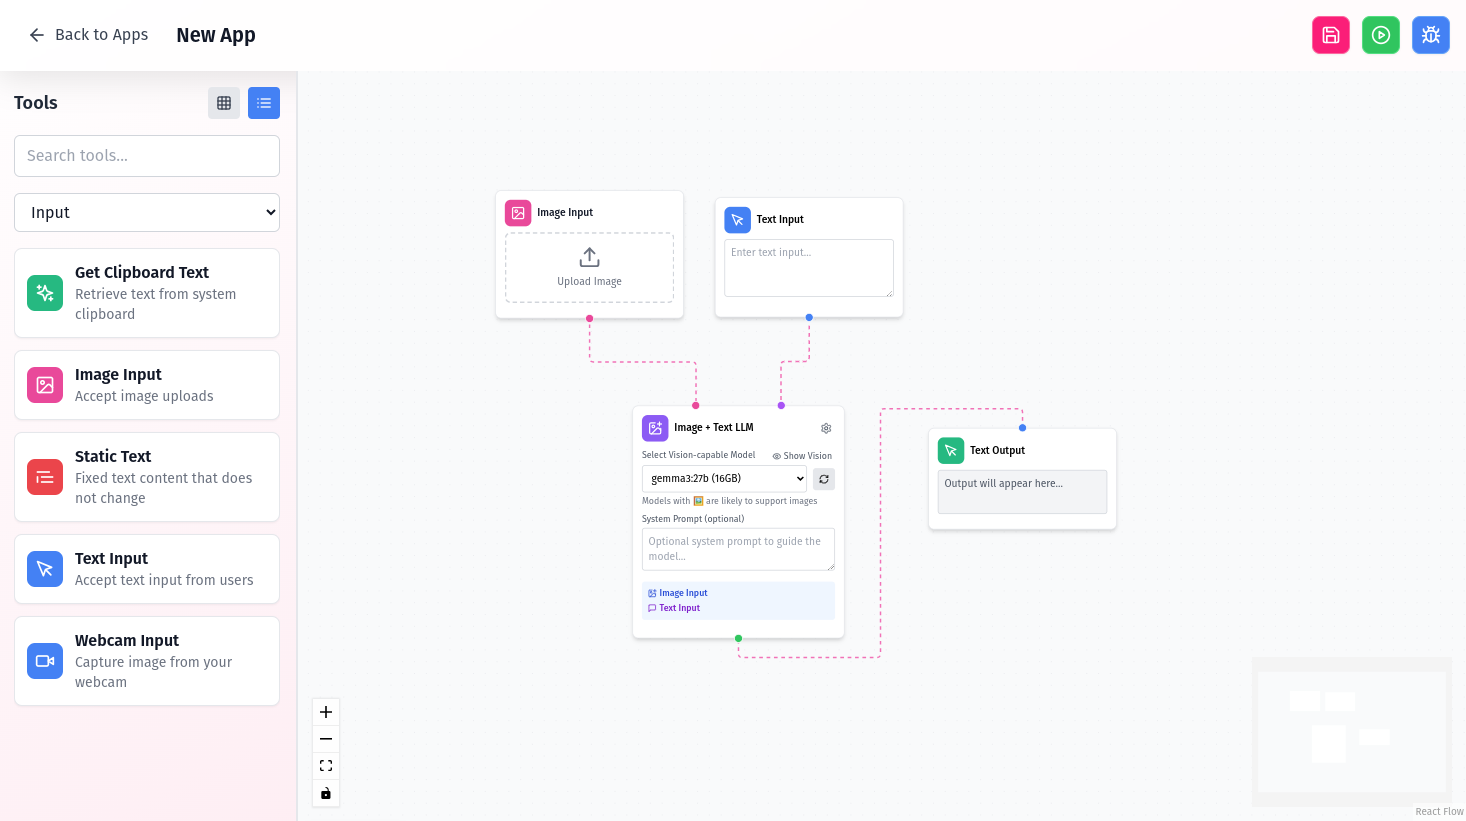 Back to Apps
New App
Tools
Search tools...
Input
Get Clipboard Text
Retrieve text from system
clipboard
Image Input
Accept image uploads
Static Text
Fixed text content that does
not change
Text Input
Accept text input from users
Webcam Input
Capture image from your
webcam
Image Input
Upload Image
Text Input
Enter text input...
Image + Text LLM
Select Vision-capable Model
Show Vision
gemma3:27b (16GB)
Models with 🖼️ are likely to support images
System Prompt (optional)
Optional system prompt to guide the
model...
Image Input
Text Input
Text Output
Output will appear here...
React Flow